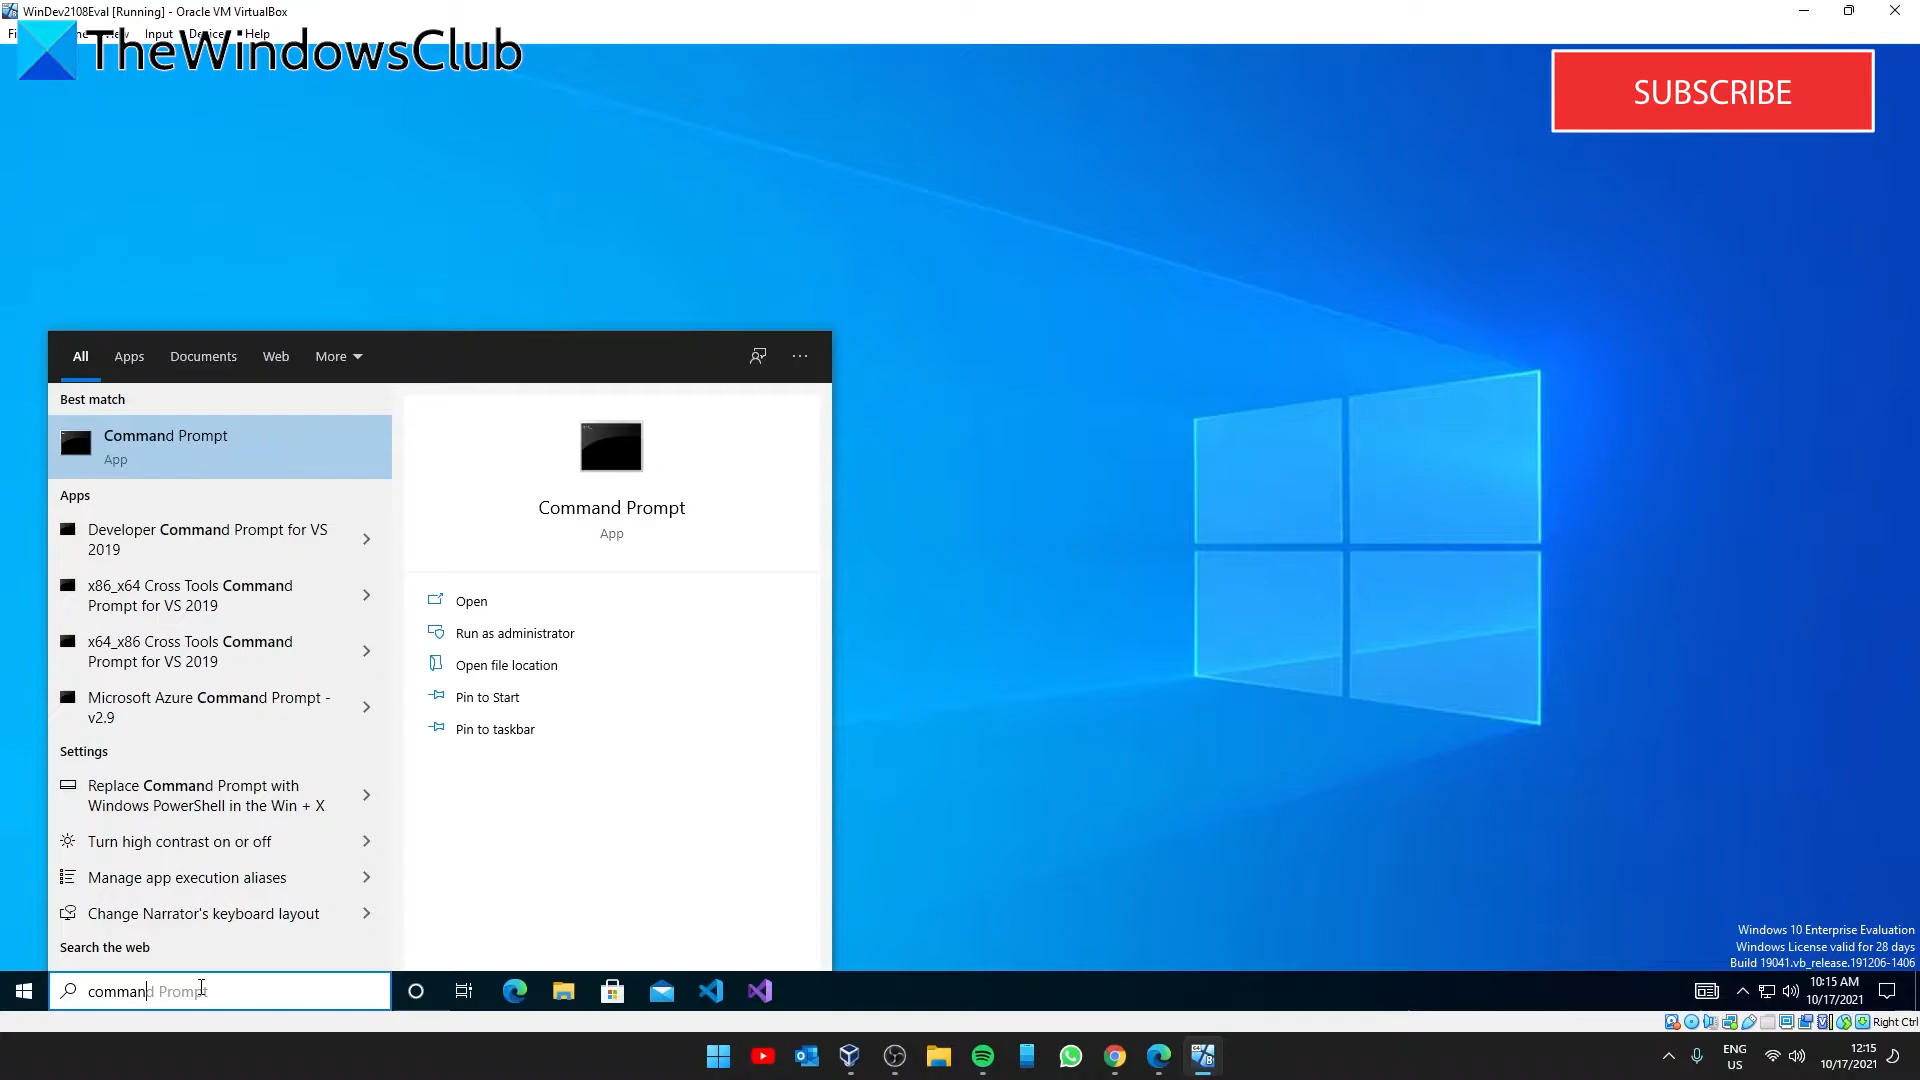 WinDev2108Eval [Running] - Oracle VM VirtualBox
Input
Help
TheWindowsClub
SUBSCRIBE
All
Apps
Documents
Web
More
Best match
Command Prompt
App
Apps
Developer Command Prompt for VS
2019
x86_x64 Cross Tools Command
Prompt for VS 2019
x64_x86 Cross Tools Command
Prompt for VS 2019
Microsoft Azure Command Prompt -
v2.9
Settings
Replace Command Prompt with
Windows PowerShell in the Win + X
Turn high contrast on or off
Manage app execution aliases
Change Narrator's keyboard layout
Search the web
Command Prompt
App
Open
Run as administrator
Open file location
Pin to Start
Pin to taskbar
Windows 10 Enterprise Evaluation
Windows License valid for 28 days
Build 19041.vb_release.191206-1406
command Prompt
10:15 AM
10/17/2021
Right Ctrl
ENG
US
12:15
10/17/2021